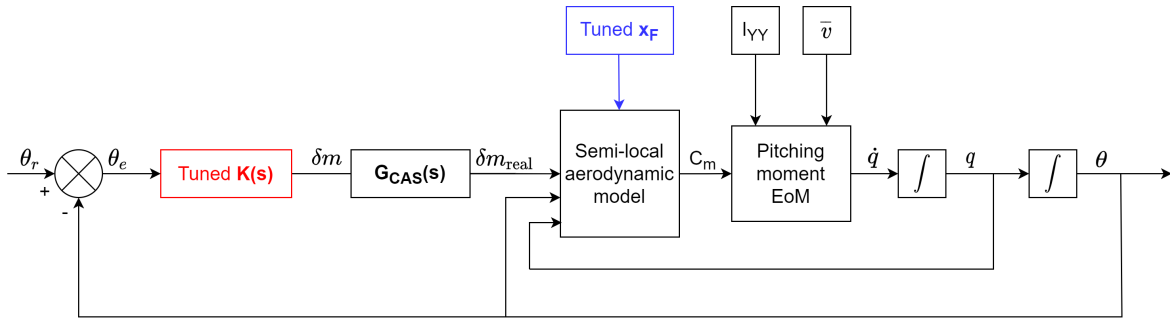 Tuned x_F
I_YY
v̅
θ_r
+
-
θ_e
Tuned K(s)
δm
G_CAS(s)
δm_real
Semi-local
aerodynamic
model
C_m
Pitching
moment
EoM
q̇
∫
q
∫
θ